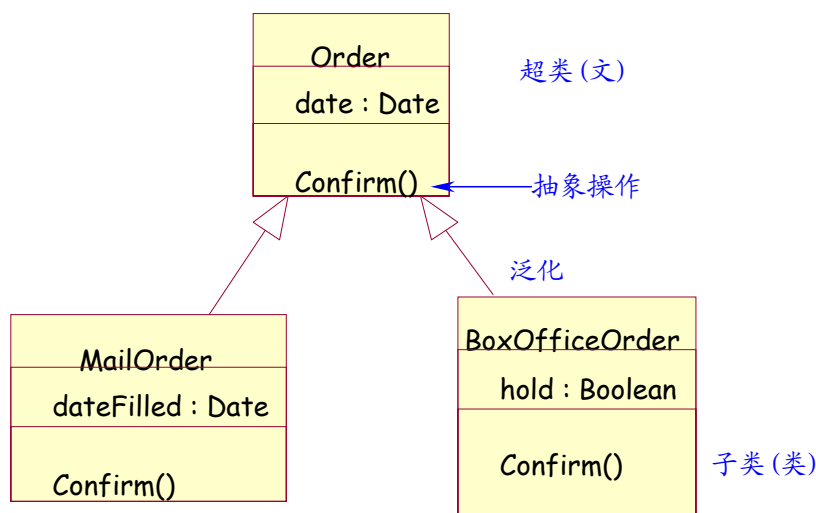 Order
超类(文)
date : Date
Confirm()
抽象操作
泛化
MailOrder
dateFilled : Date
Confirm()
BoxOfficeOrder
hold : Boolean
Confirm()
子类(类)